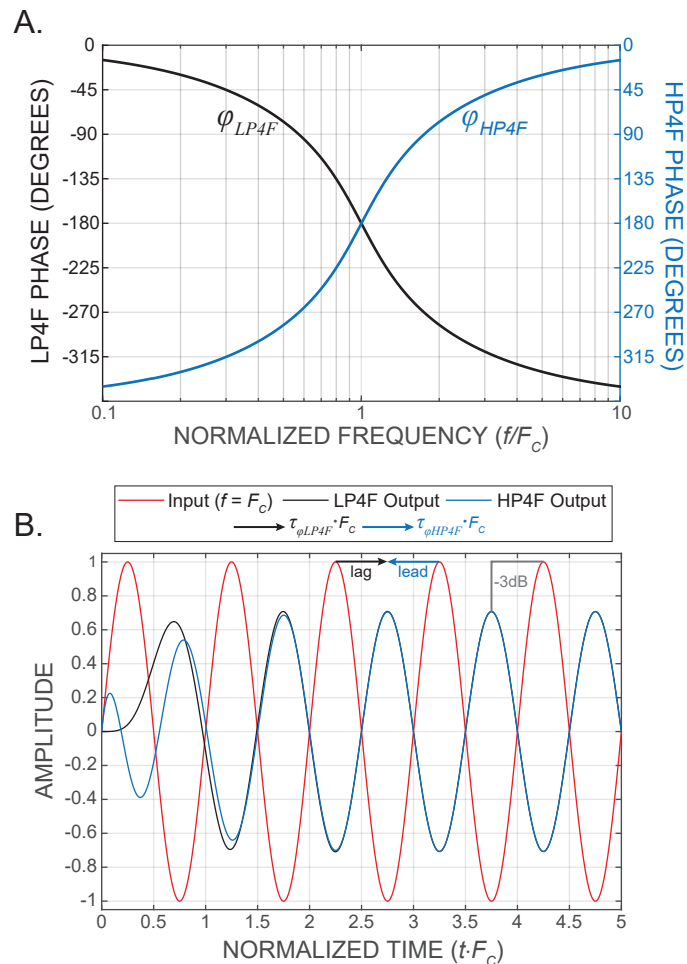 A.
0
-45
-90
-135
-180
-225
-270
-315
LP4F PHASE (DEGREES)
φLP4F
φHP4F
0
45
90
135
180
225
270
315
HP4F PHASE (DEGREES)
0.1
1
10
NORMALIZED FREQUENCY (f/FC)
Input (f = FC) LP4F Output HP4F Output
τφLP4F·FC τφHP4F·FC
B.
1
0.8
0.6
0.4
0.2
0
-0.2
-0.4
-0.6
-0.8
-1
AMPLITUDE
lag
lead
-3dB
0 0.5 1 1.5 2 2.5 3 3.5 4 4.5 5
NORMALIZED TIME (t·FC)